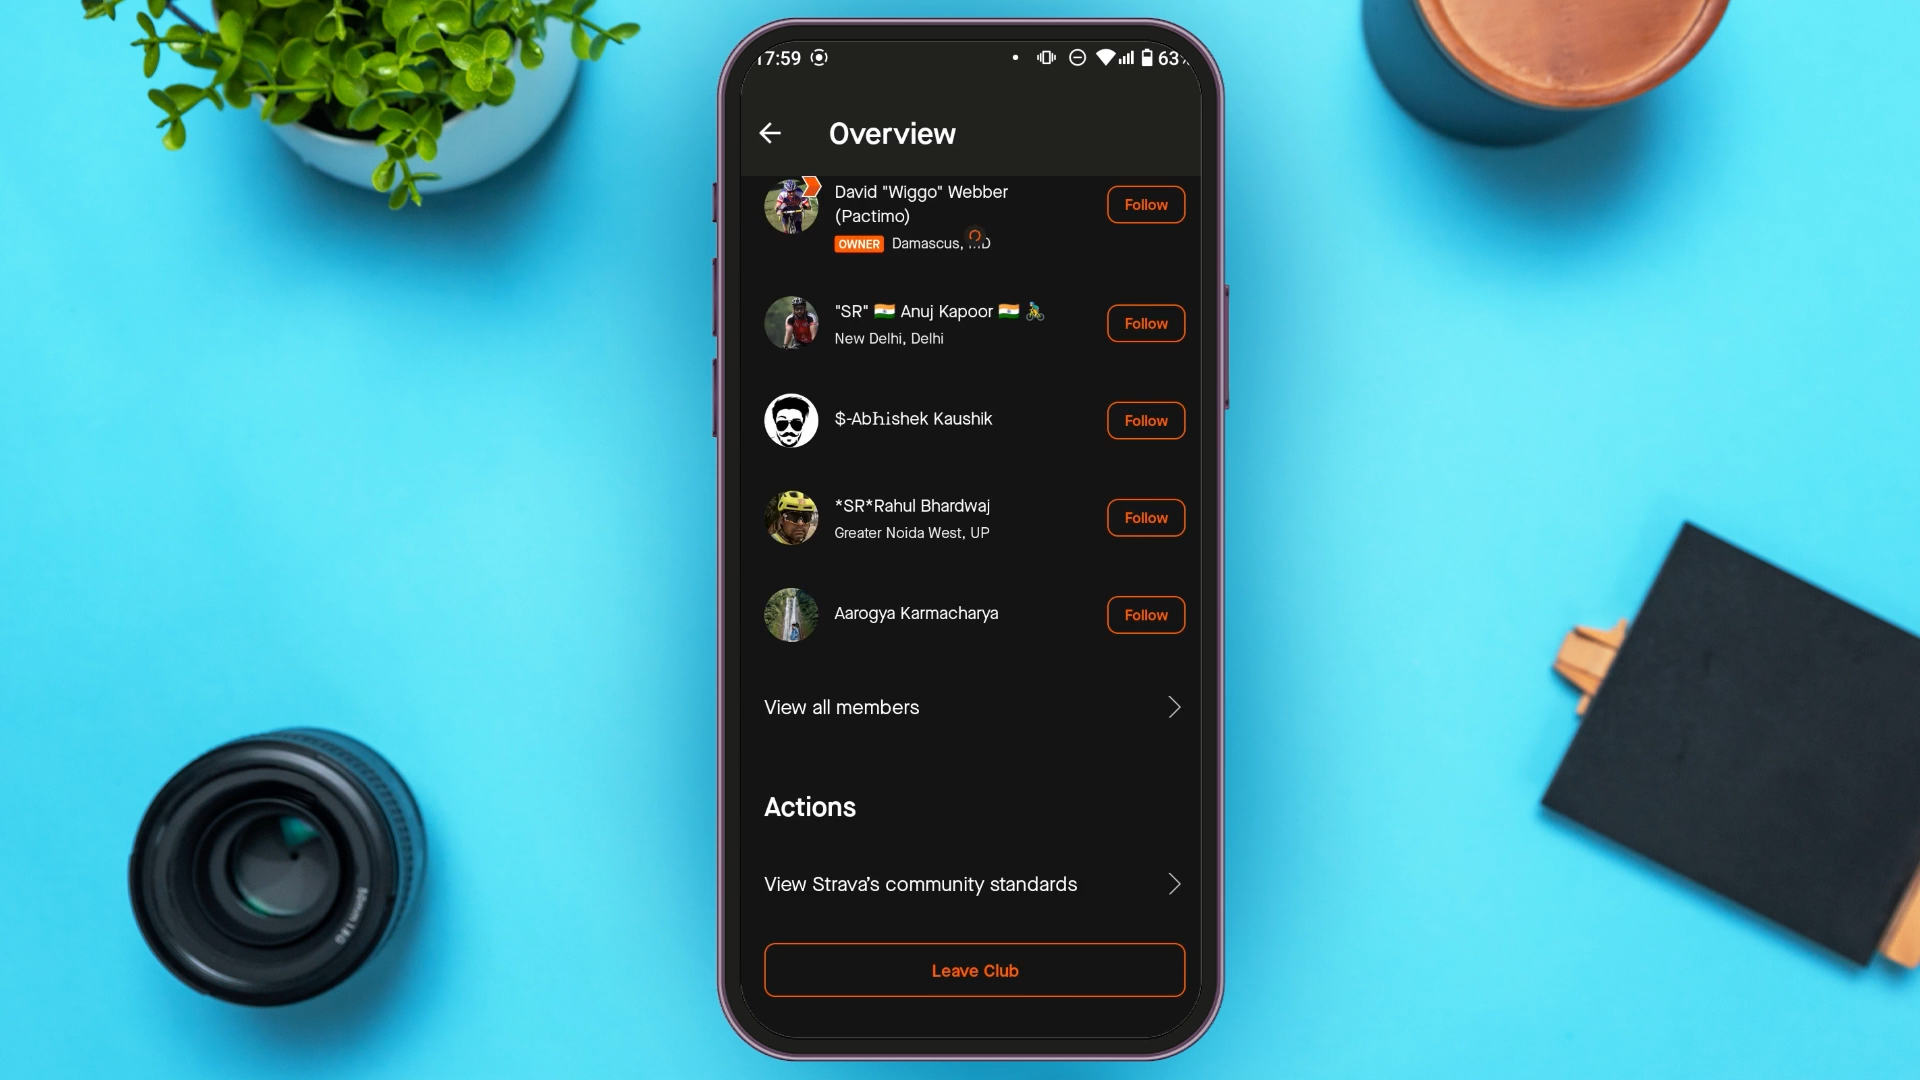 17:59 63%
Overview
David "Wiggo" Webber
(Pactimo)
Follow
OWNER Damascus, MD
"SR" 🇮🇳 Anuj Kapoor 🇮🇳 🚴
New Delhi, Delhi
Follow
$-Abhishek Kaushik
Follow
*SR*Rahul Bhardwaj
Greater Noida West, UP
Follow
Aarogya Karmacharya
Follow
View all members
Actions
View Strava's community standards
Leave Club